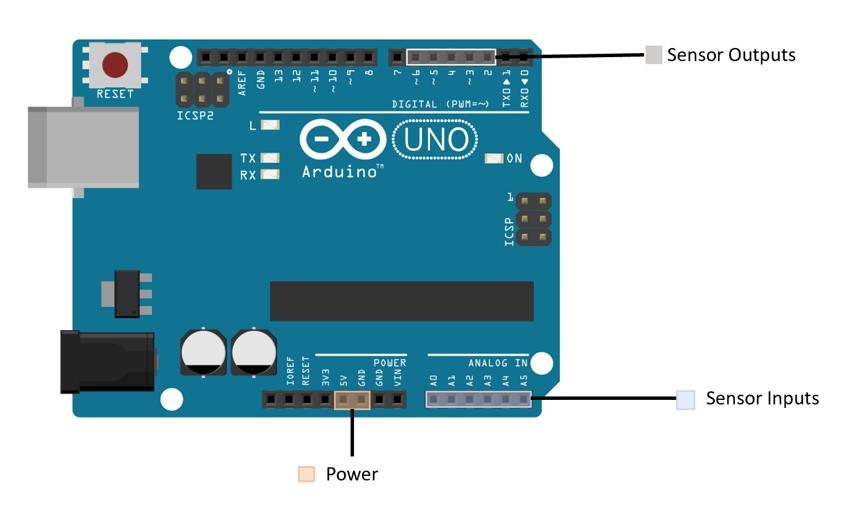 Sensor Outputs
AREF
GND
13
12
~11
~10
~9
8
7
~6
~5
4
~3
2
TX0▶1
RX0◀0
RESET
ICSP2
DIGITAL (PWM=~)
L
TX
RX
UNO
Arduino™
ON
1
ICSP
POWER
ANALOG IN
IOREF
RESET
3V3
5V
GND
GND
VIN
A0
A1
A2
A3
A4
A5
Sensor Inputs
Power